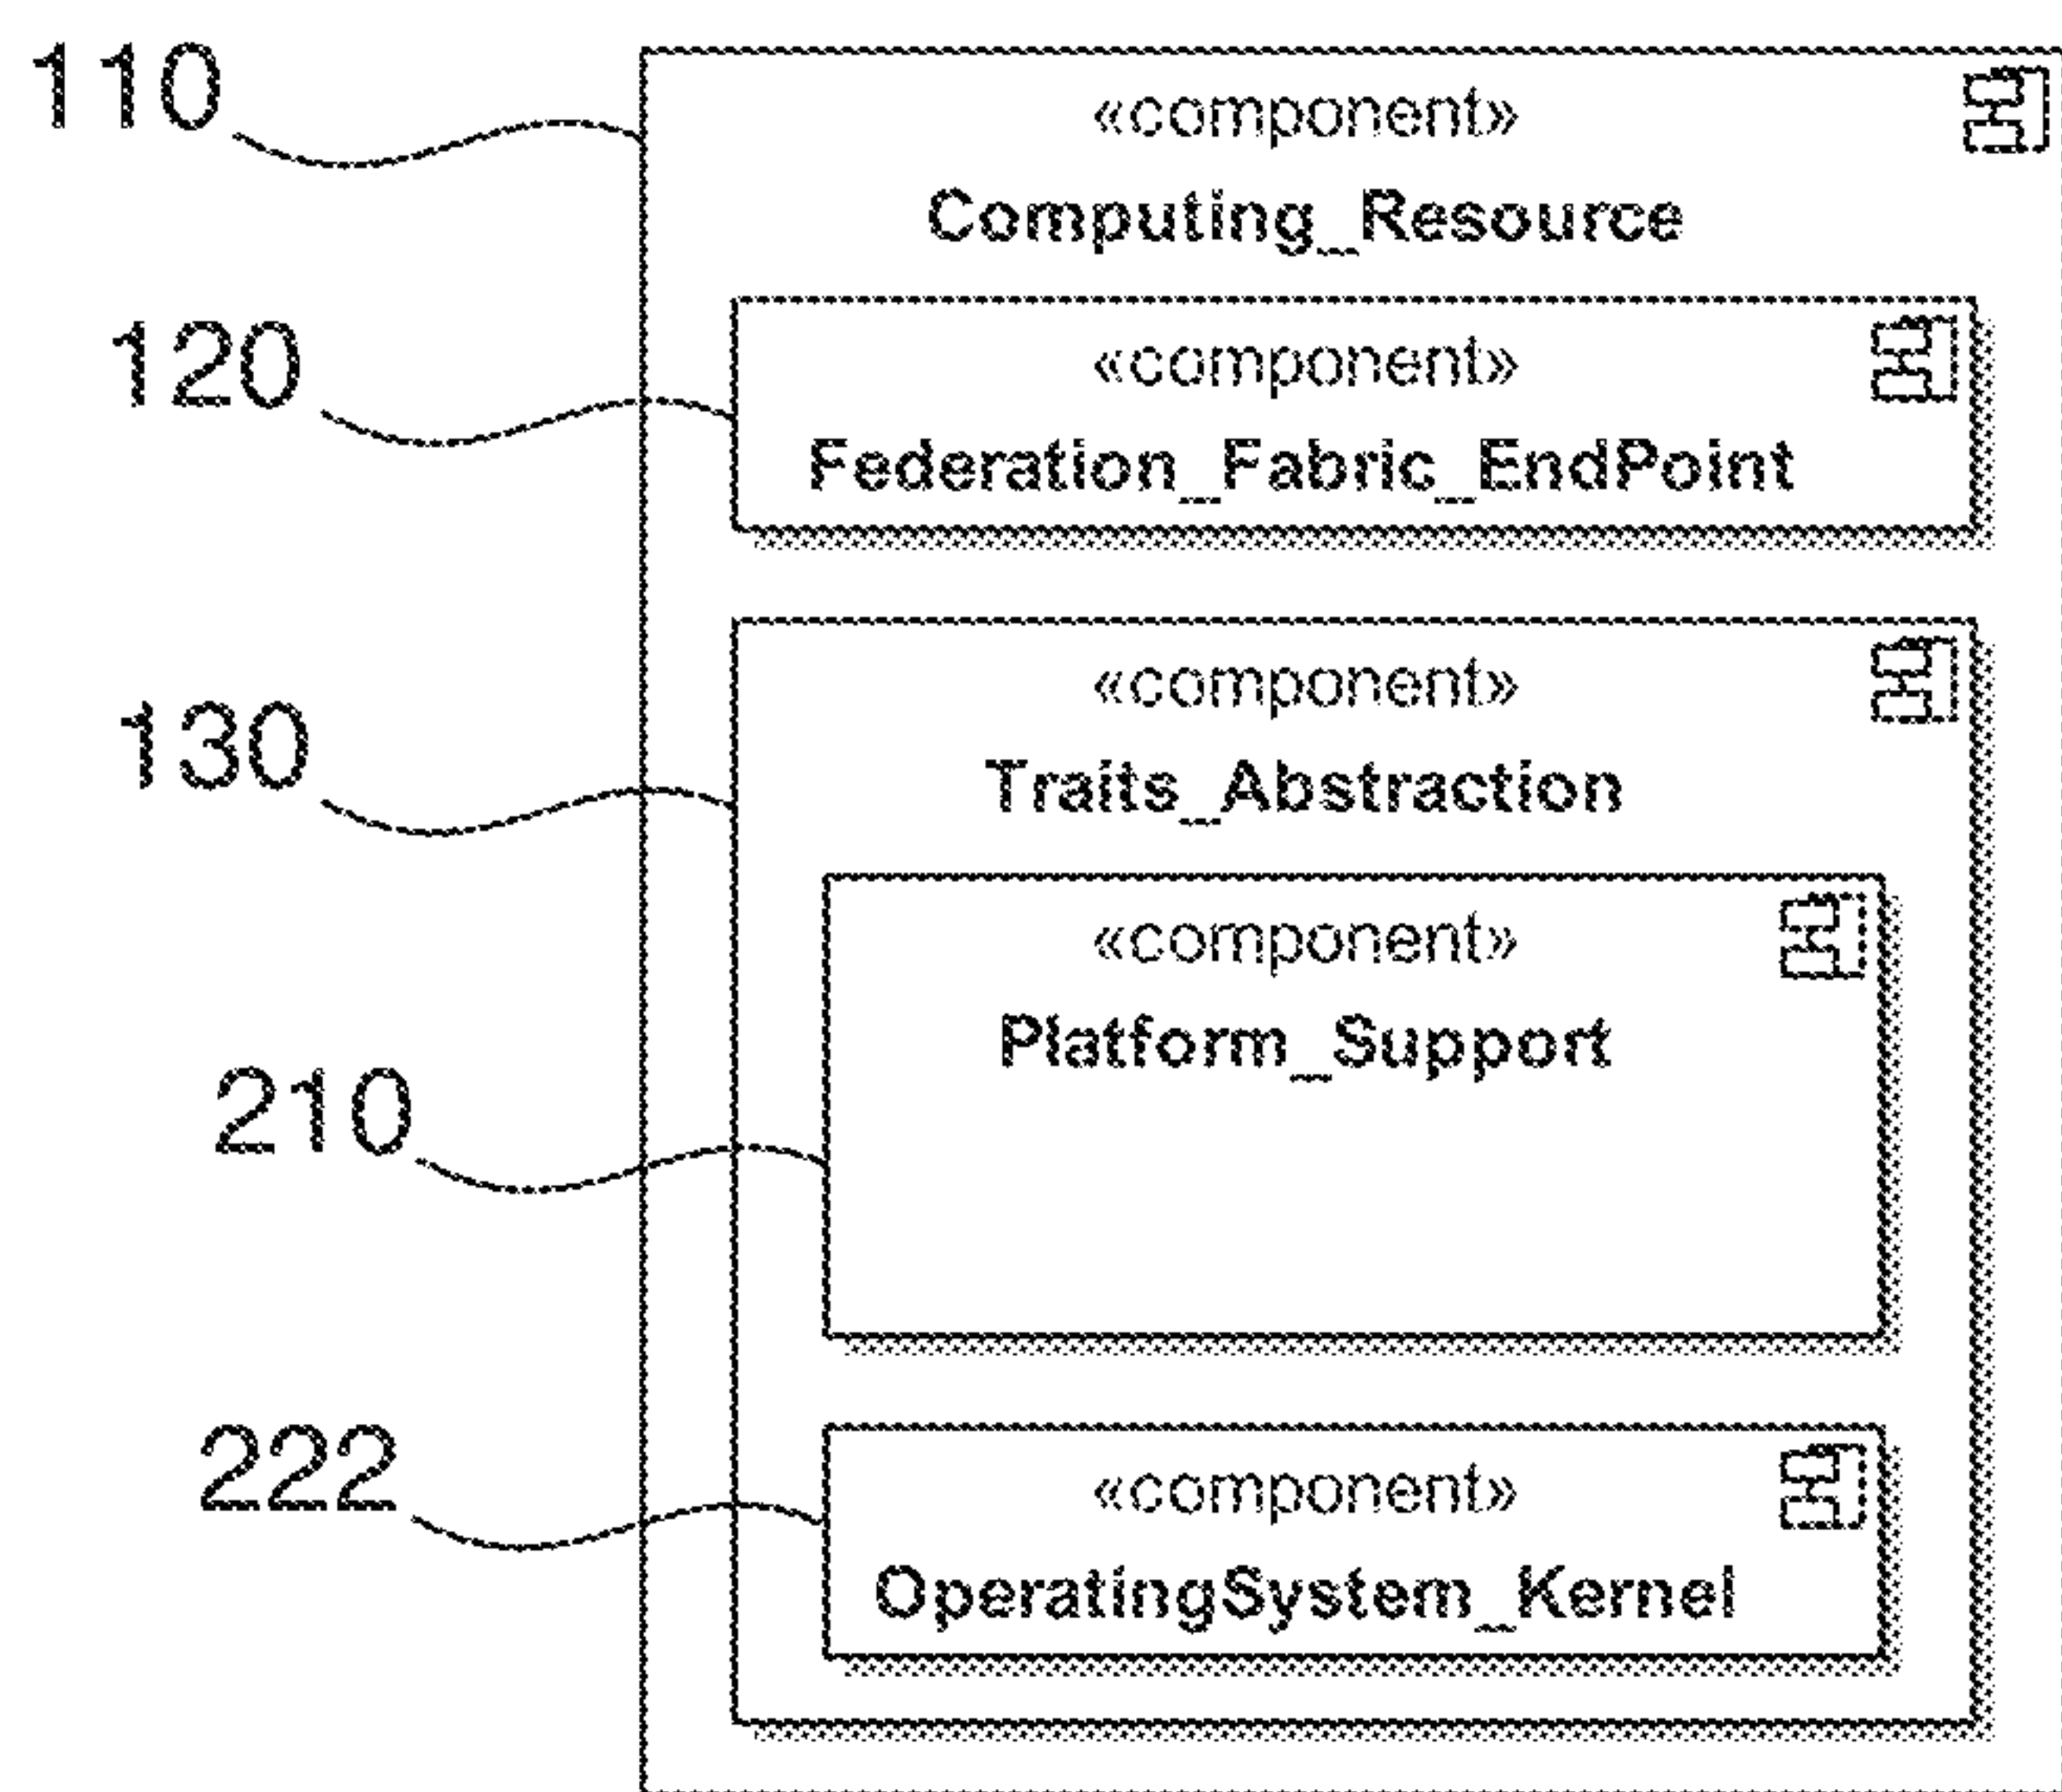 110
«component»
Computing_Resource
120
«component»
Federation_Fabric_EndPoint
130
«component»
Traits_Abstraction
210
«component»
Platform_Support
222
«component»
OperatingSystem_Kernel